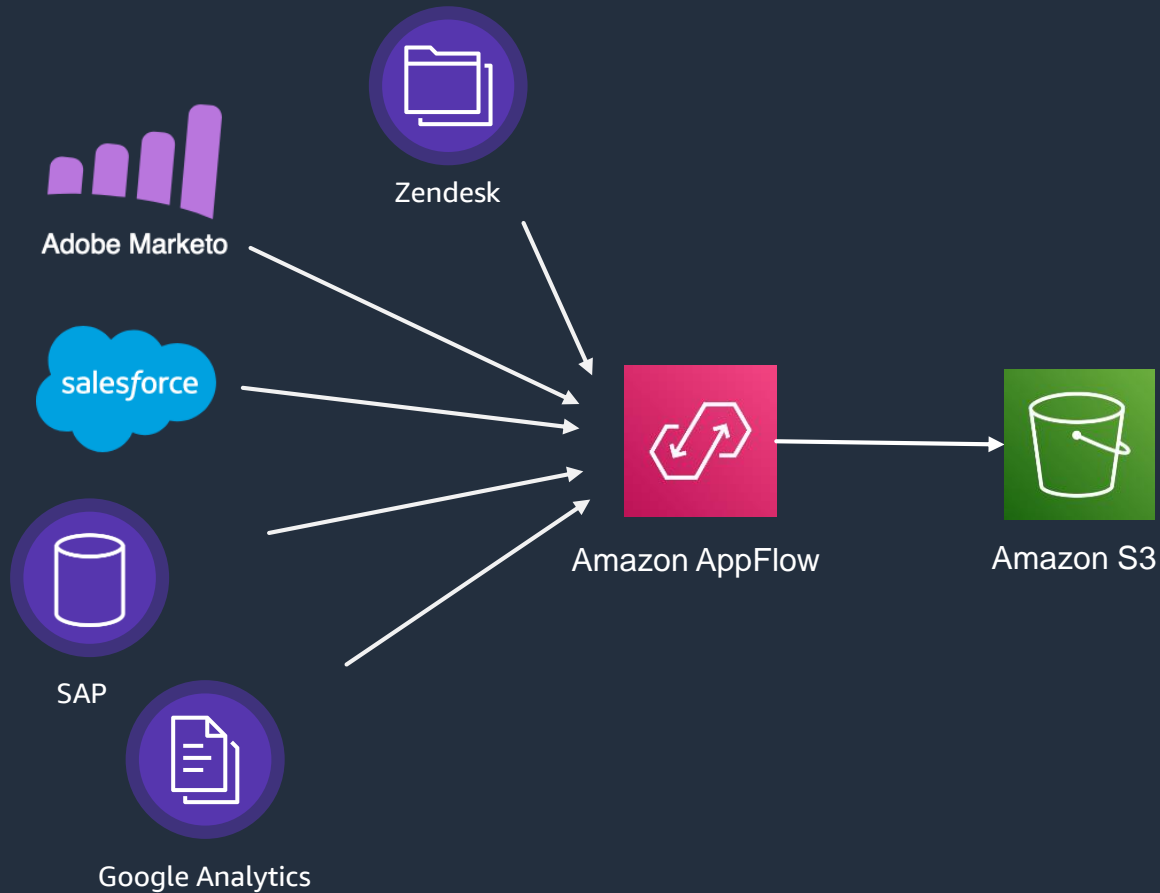 Zendesk
Adobe Marketo
salesforce
Amazon AppFlow
Amazon S3
SAP
Google Analytics